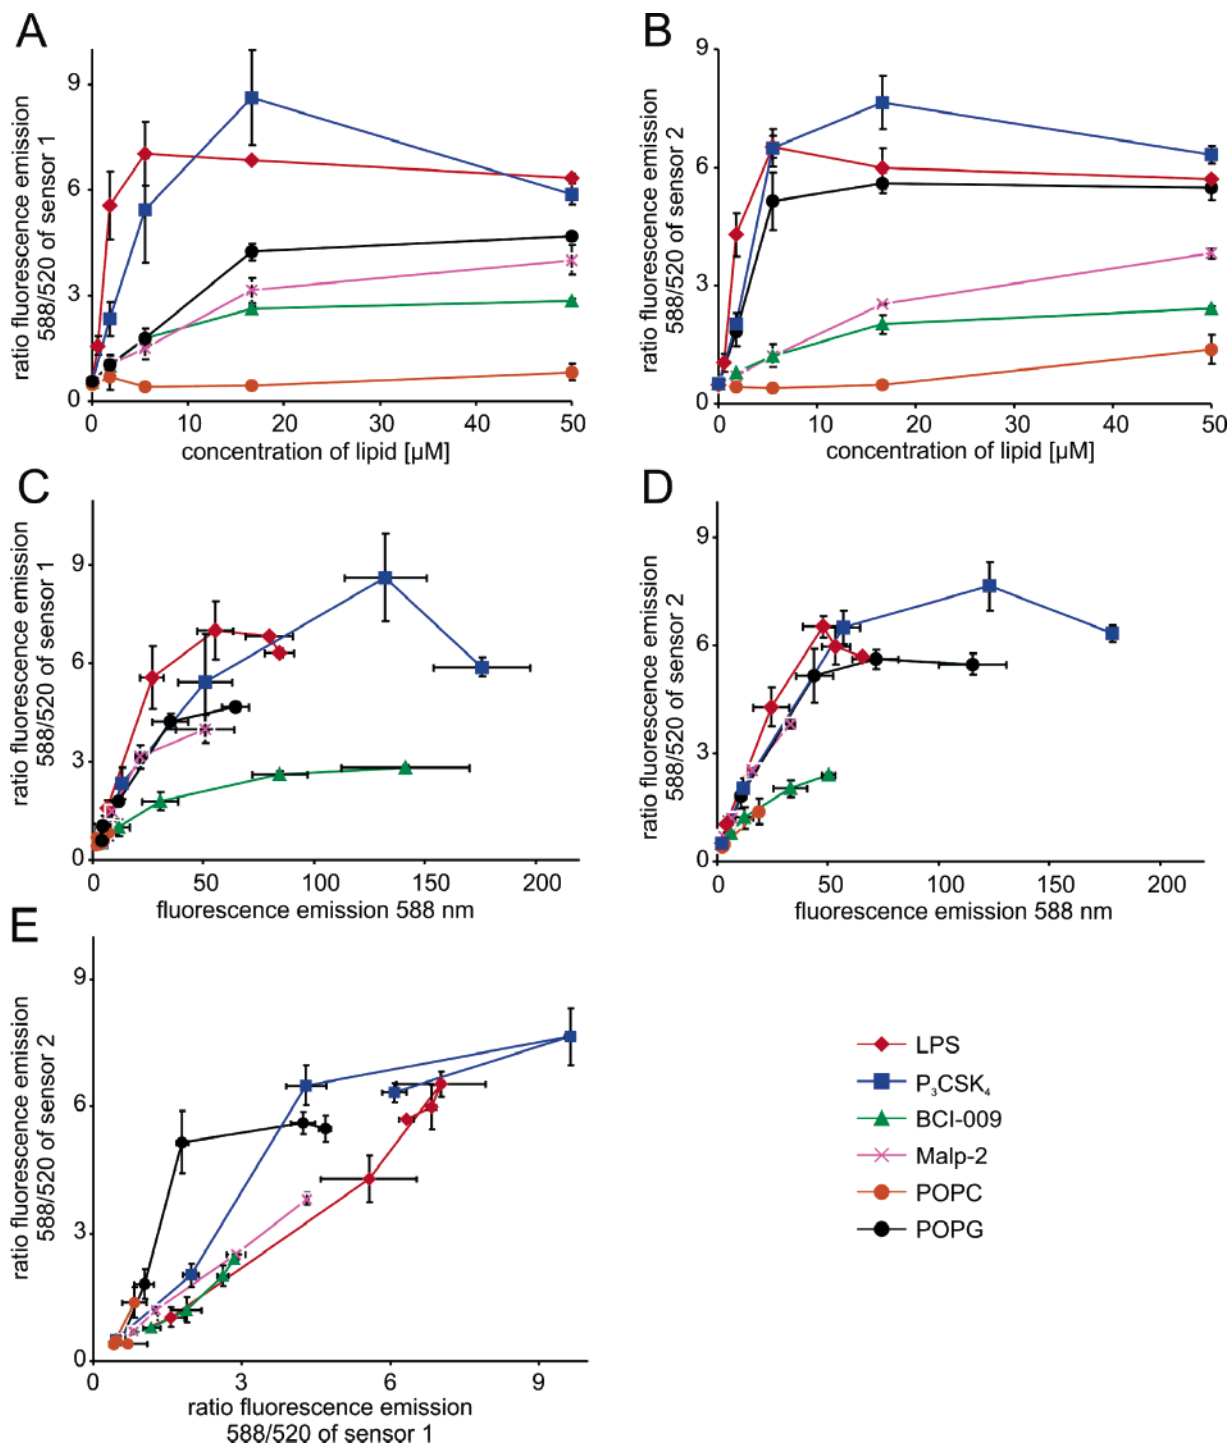 A
ratio fluorescence emission
588/520 of sensor 1
9
6
3
0
0 10 20 30 40 50
concentration of lipid [µM]
B
ratio fluorescence emission
588/520 of sensor 2
9
6
3
0
0 10 20 30 40 50
concentration of lipid [µM]
C
ratio fluorescence emission
588/520 of sensor 1
9
6
3
0
0 50 100 150 200
fluorescence emission 588 nm
D
ratio fluorescence emission
588/520 of sensor 2
9
6
3
0
0 50 100 150 200
fluorescence emission 588 nm
E
ratio fluorescence emission
588/520 of sensor 2
9
6
3
0
0 3 6 9
ratio fluorescence emission
588/520 of sensor 1
LPS
P₃CSK₄
BCI-009
Malp-2
POPC
POPG